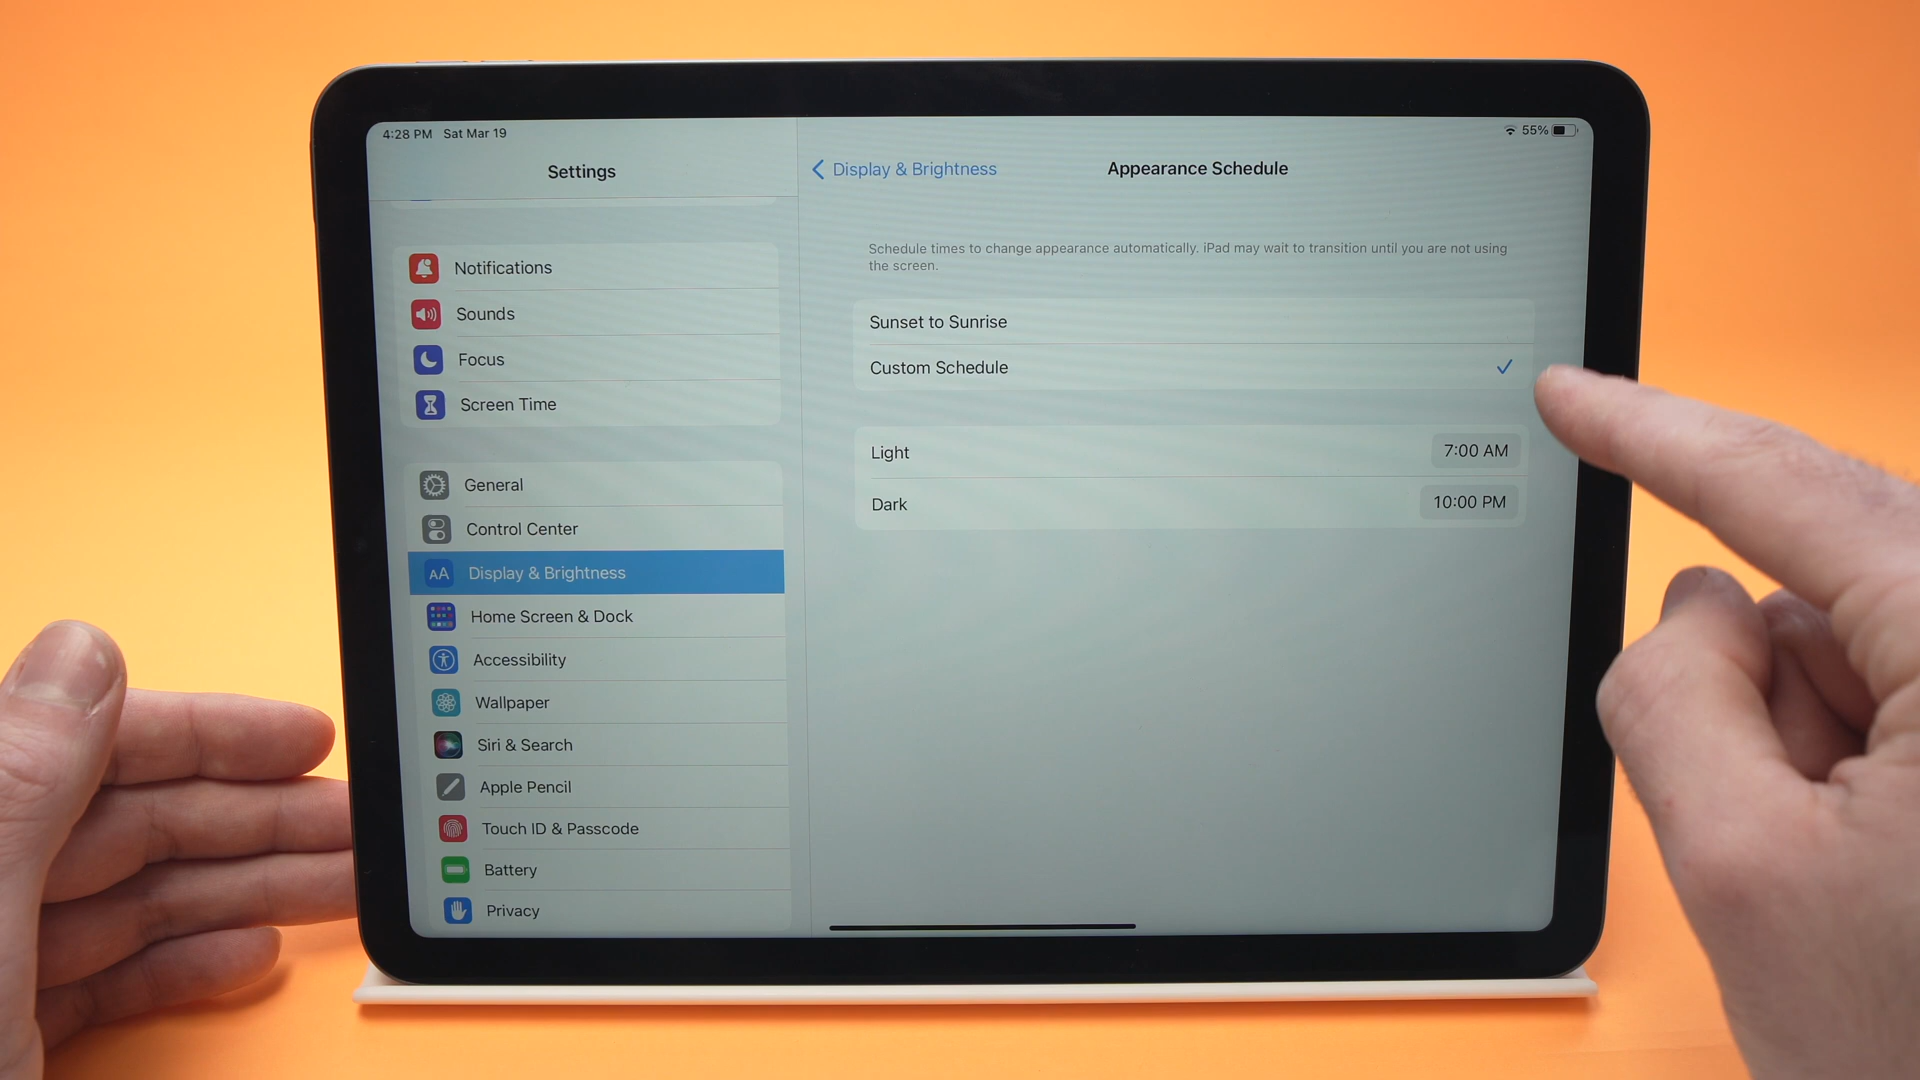 4:28 PM Sat Mar 19
55%
Settings
Notifications
Sounds
Focus
Screen Time
General
Control Center
AA Display & Brightness
Home Screen & Dock
Accessibility
Wallpaper
Siri & Search
Apple Pencil
Touch ID & Passcode
Battery
Privacy
Display & Brightness
Appearance Schedule
Schedule times to change appearance automatically. iPad may wait to transition until you are not using
the screen.
Sunset to Sunrise
Custom Schedule
Light 7:00 AM
Dark 10:00 PM